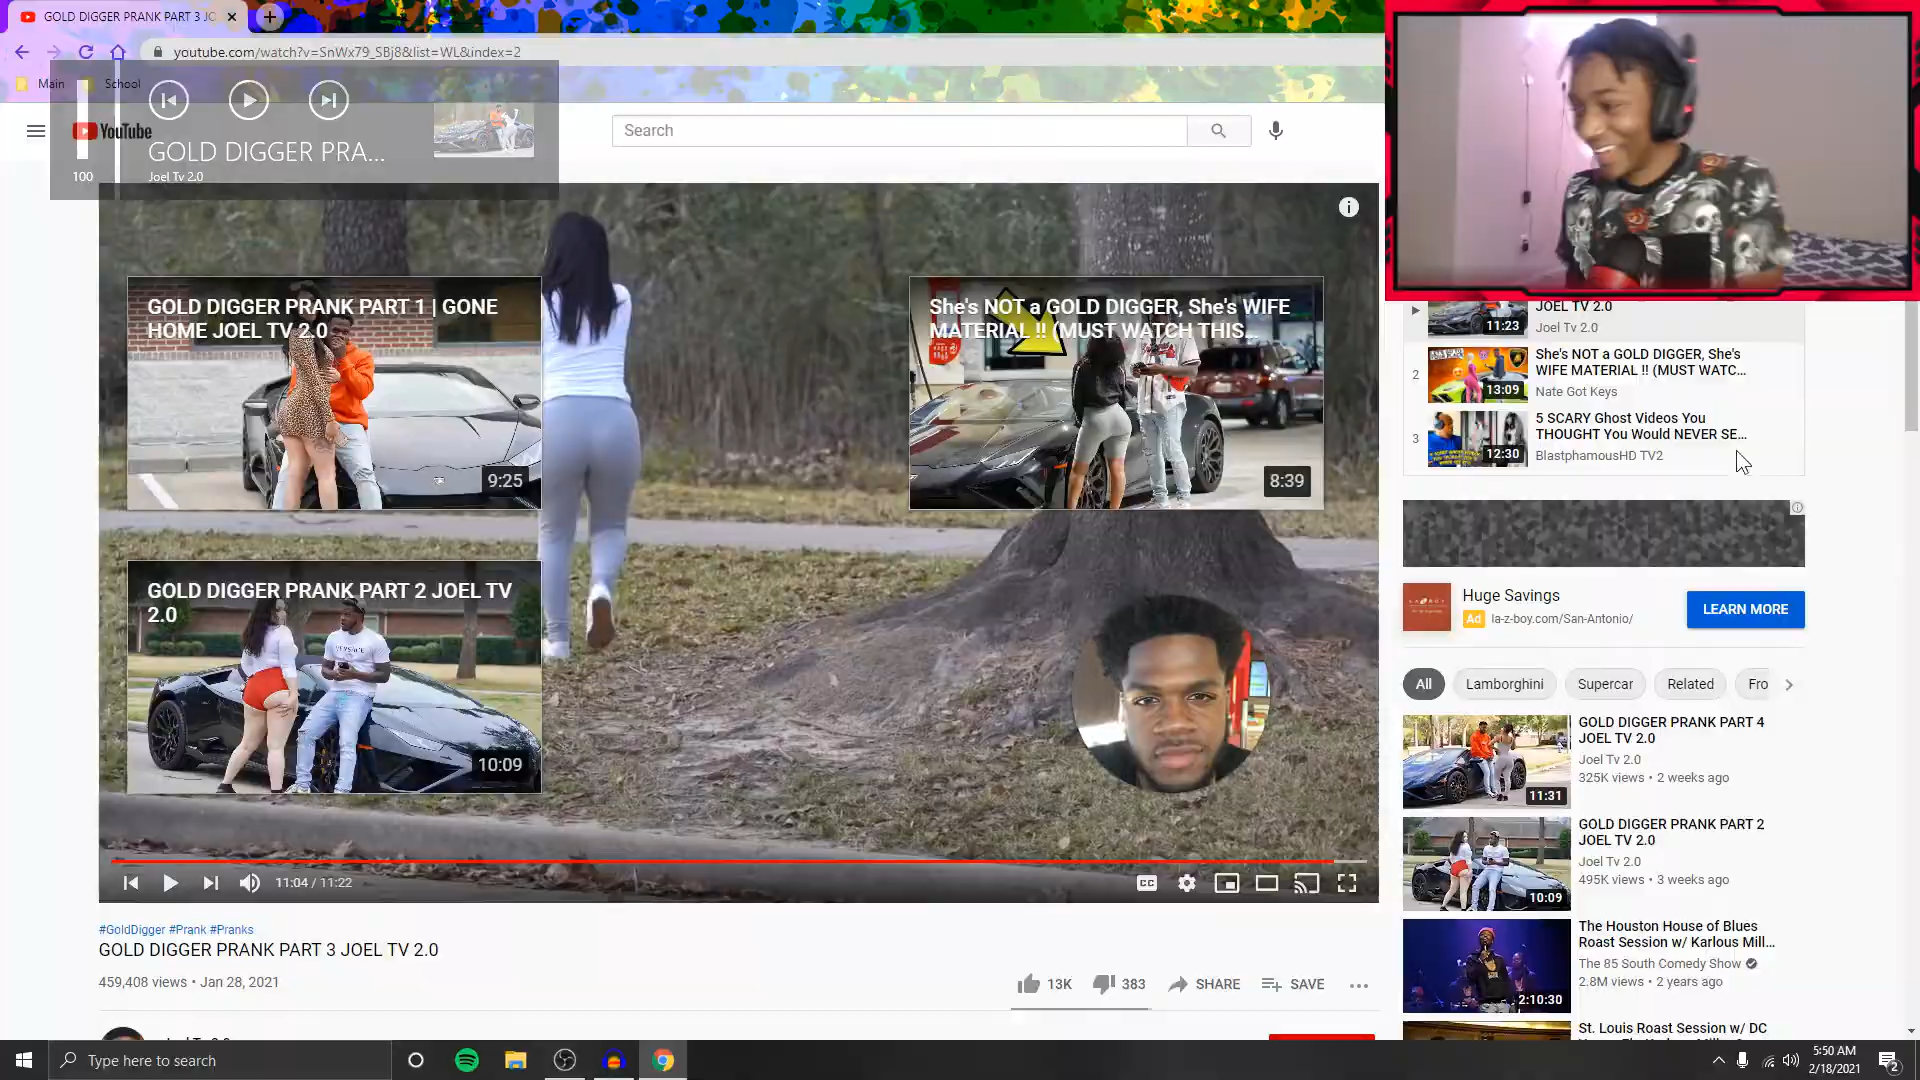 GOLD DIGGER PRANK PART 3 JO
youtube.com/watch?v=SnWx79_SBj8&list=WL&index=2
Main
School
100
GOLD DIGGER PRA...
Joel Tv 2.0
YouTube
Search
GOLD DIGGER PRANK PART 1 | GONE
HOME JOEL TV 2.0
9:25
She's NOT a GOLD DIGGER, She's WIFE
MATERIAL !! (MUST WATCH THIS...
8:39
GOLD DIGGER PRANK PART 2 JOEL TV
2.0
10:09
11:04 / 11:22
CC
#GoldDigger #Prank #Pranks
GOLD DIGGER PRANK PART 3 JOEL TV 2.0
459,408 views • Jan 28, 2021
13K
383
SHARE
SAVE
JOEL TV 2.0
Joel Tv 2.0
11:23
2
She's NOT a GOLD DIGGER, She's
WIFE MATERIAL !! (MUST WATC...
Nate Got Keys
13:09
3
5 SCARY Ghost Videos You
THOUGHT You Would NEVER SE...
BlastphamousHD TV2
12:30
Huge Savings
Ad la-z-boy.com/San-Antonio/
LEARN MORE
All
Lamborghini
Supercar
Related
Fro
GOLD DIGGER PRANK PART 4
JOEL TV 2.0
Joel Tv 2.0
325K views • 2 weeks ago
11:31
GOLD DIGGER PRANK PART 2
JOEL TV 2.0
Joel Tv 2.0
495K views • 3 weeks ago
10:09
The Houston House of Blues
Roast Session w/ Karlous Mill...
The 85 South Comedy Show
2.8M views • 2 years ago
2:10:30
St. Louis Roast Session w/ DC
Type here to search
5:50 AM
2/18/2021
2